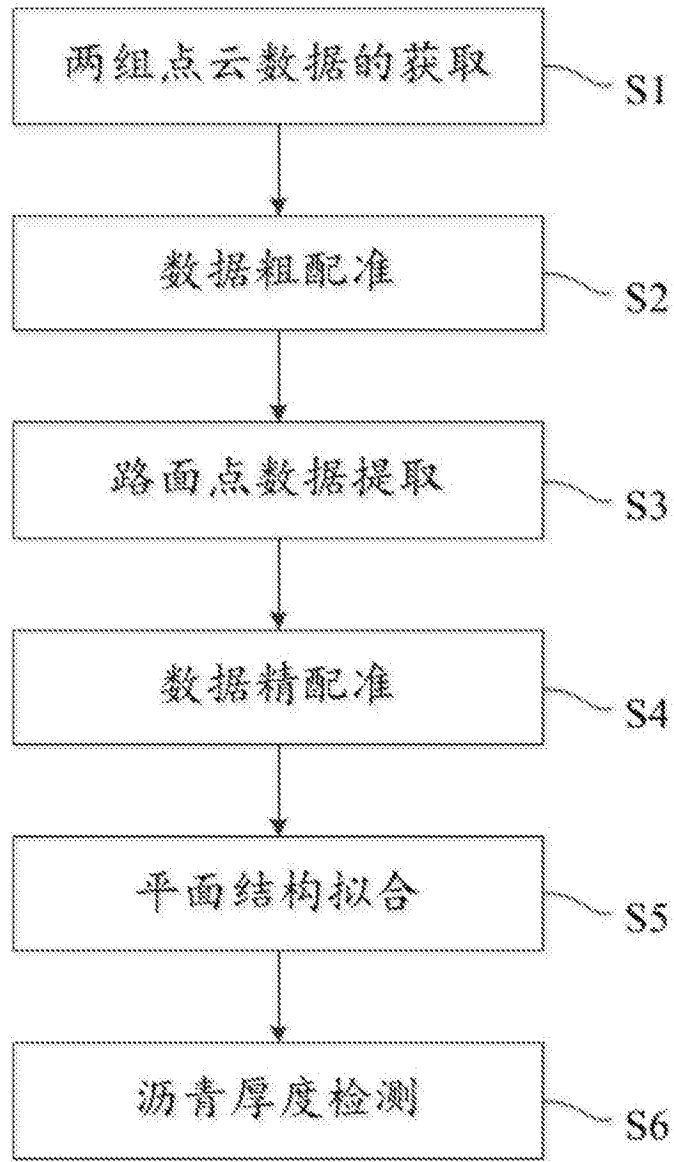 两组点云数据的获取
S1
数据粗配准
S2
路面点数据提取
S3
数据精配准
S4
平面结构拟合
S5
沥青厚度检测
S6